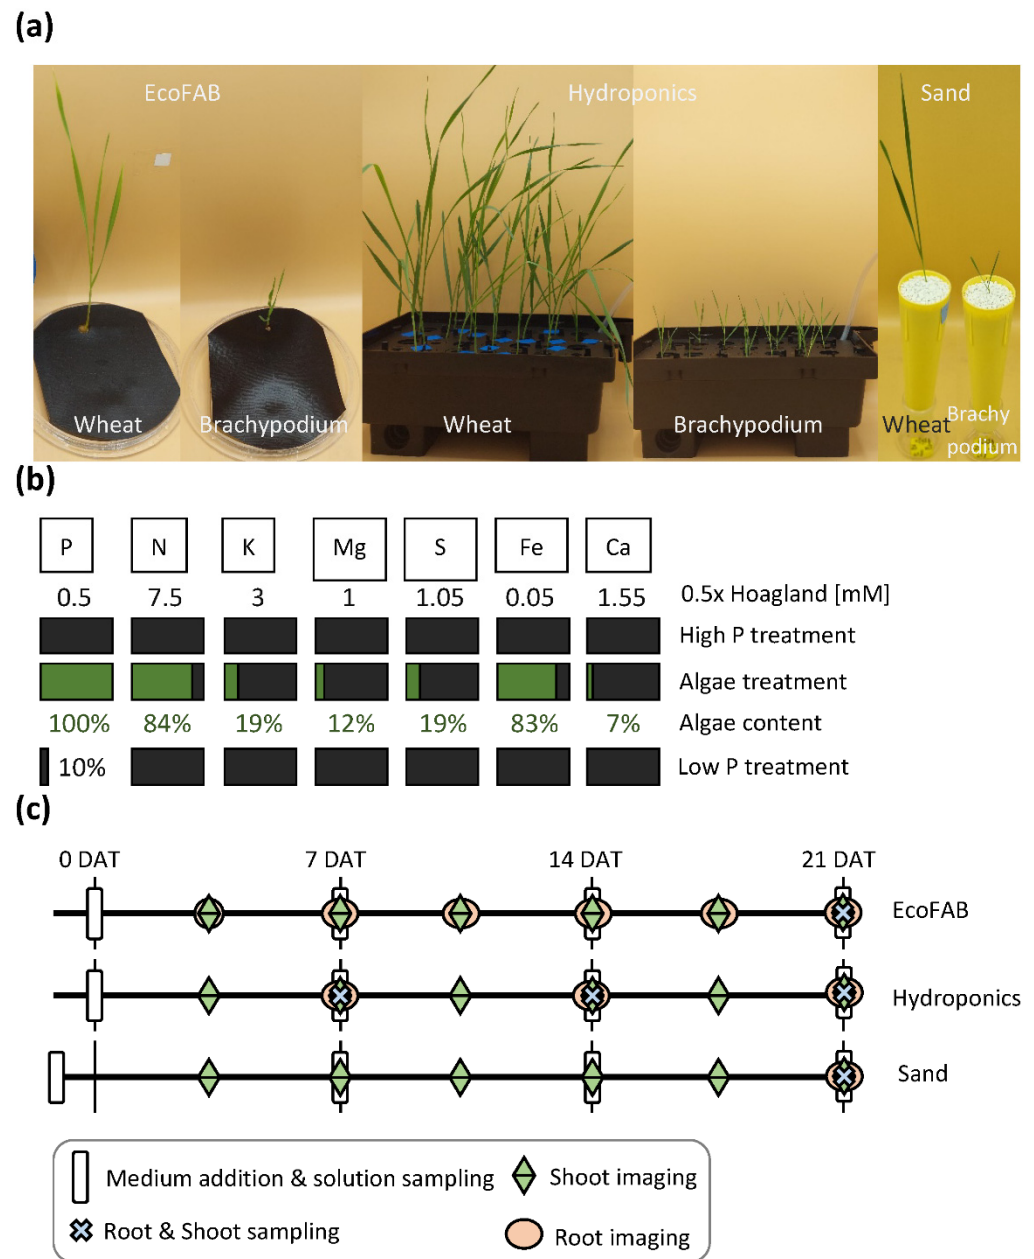 (a)
EcoFAB Hydroponics Sand
Wheat Brachypodium Wheat Brachypodium Wheat Brachy
podium
(b)
P N K Mg S Fe Ca
0.5 7.5 3 1 1.05 0.05 1.55 0.5x Hoagland [mM]
High P treatment
Algae treatment
100% 84% 19% 12% 19% 83% 7% Algae content
10% Low P treatment
(c)
0 DAT 7 DAT 14 DAT 21 DAT
EcoFAB
Hydroponics
Sand
Medium addition & solution sampling Shoot imaging
Root & Shoot sampling Root imaging